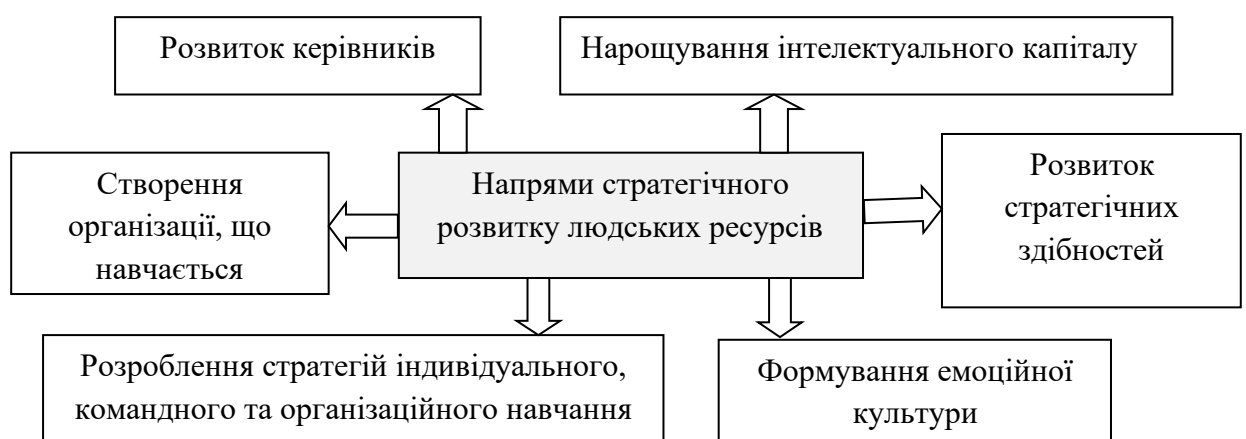 Розвиток керівників
Нарощування інтелектуального капіталу
Створення
організації, що
навчається
Напрями стратегічного
розвитку людських ресурсів
Розвиток
стратегічних
здібностей
Розроблення стратегій індивідуального,
командного та організаційного навчання
Формування емоційної
культури